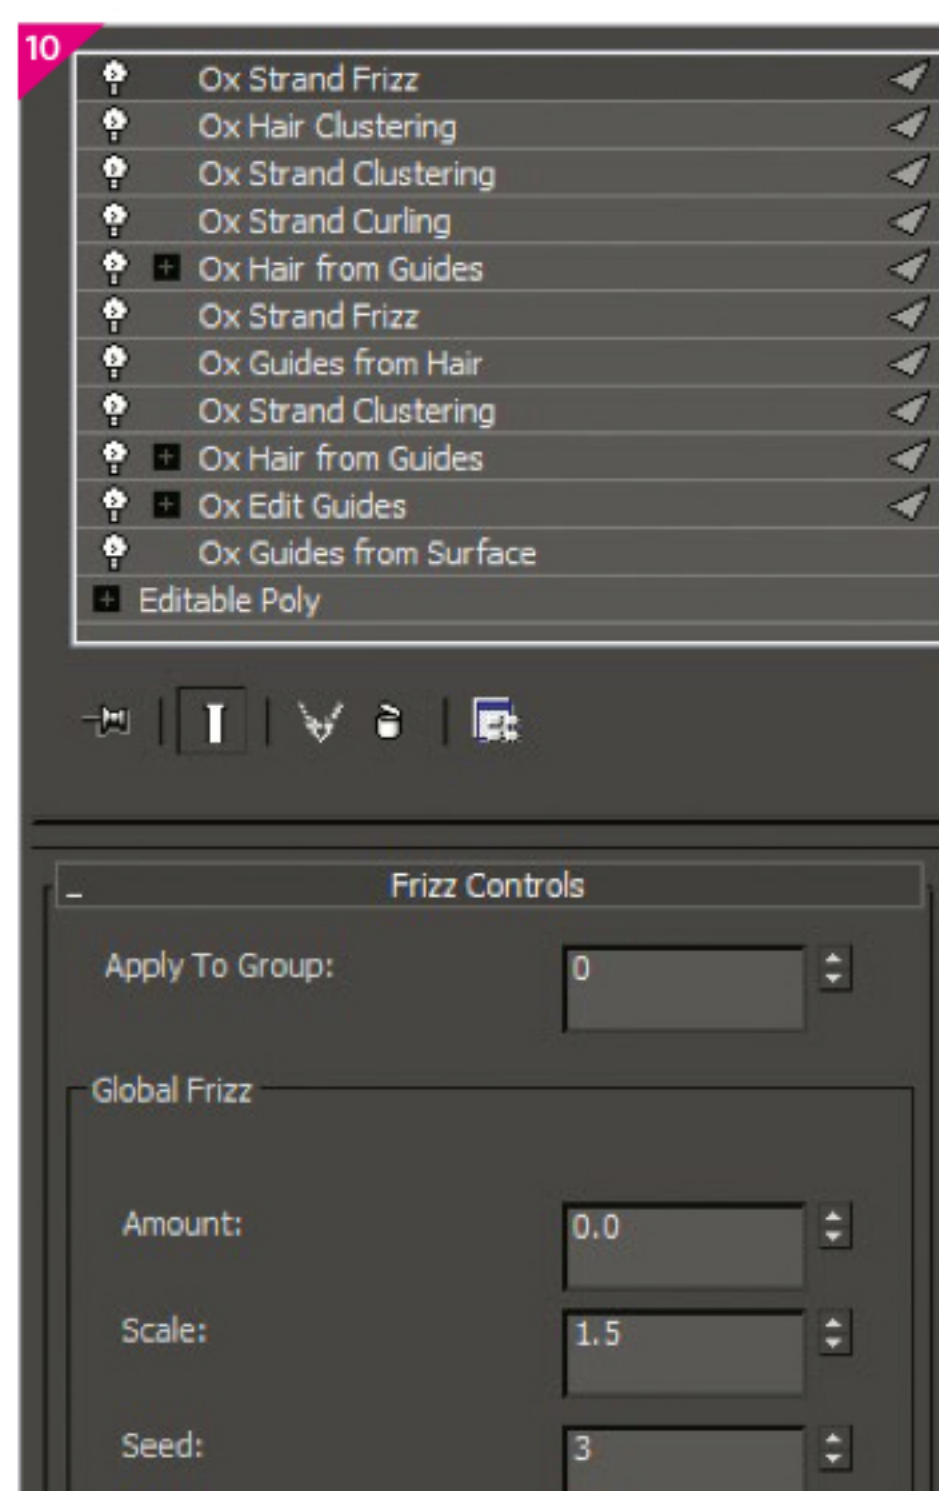 10
Ox Strand Frizz
Ox Hair Clustering
Ox Strand Clustering
Ox Strand Curling
Ox Hair from Guides
Ox Strand Frizz
Ox Guides from Hair
Ox Strand Clustering
Ox Hair from Guides
Ox Edit Guides
Ox Guides from Surface
Editable Poly
Frizz Controls
Apply To Group: 0
Global Frizz
Amount: 0.0
Scale: 1.5
Seed: 3